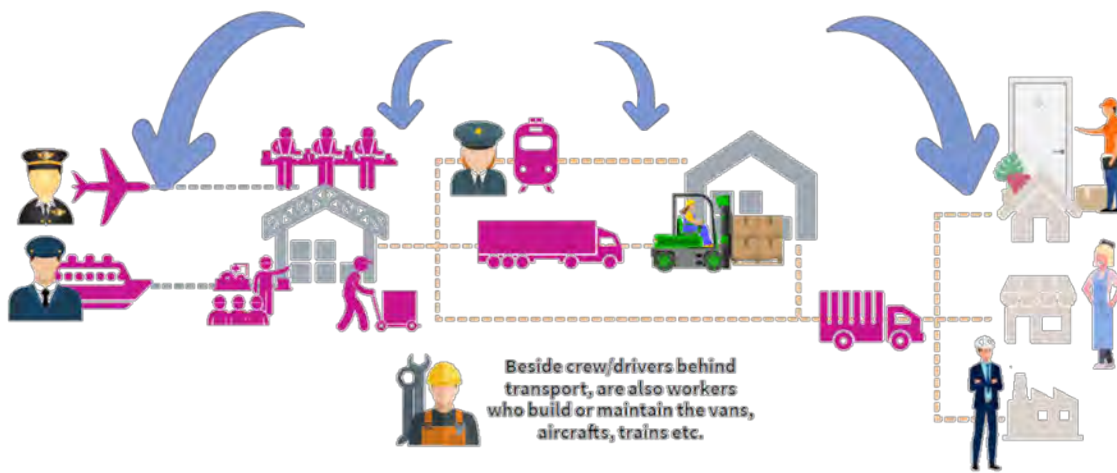 Beside crew/drivers behind
transport, are also workers
who build or maintain the vans,
aircrafts, trains etc.